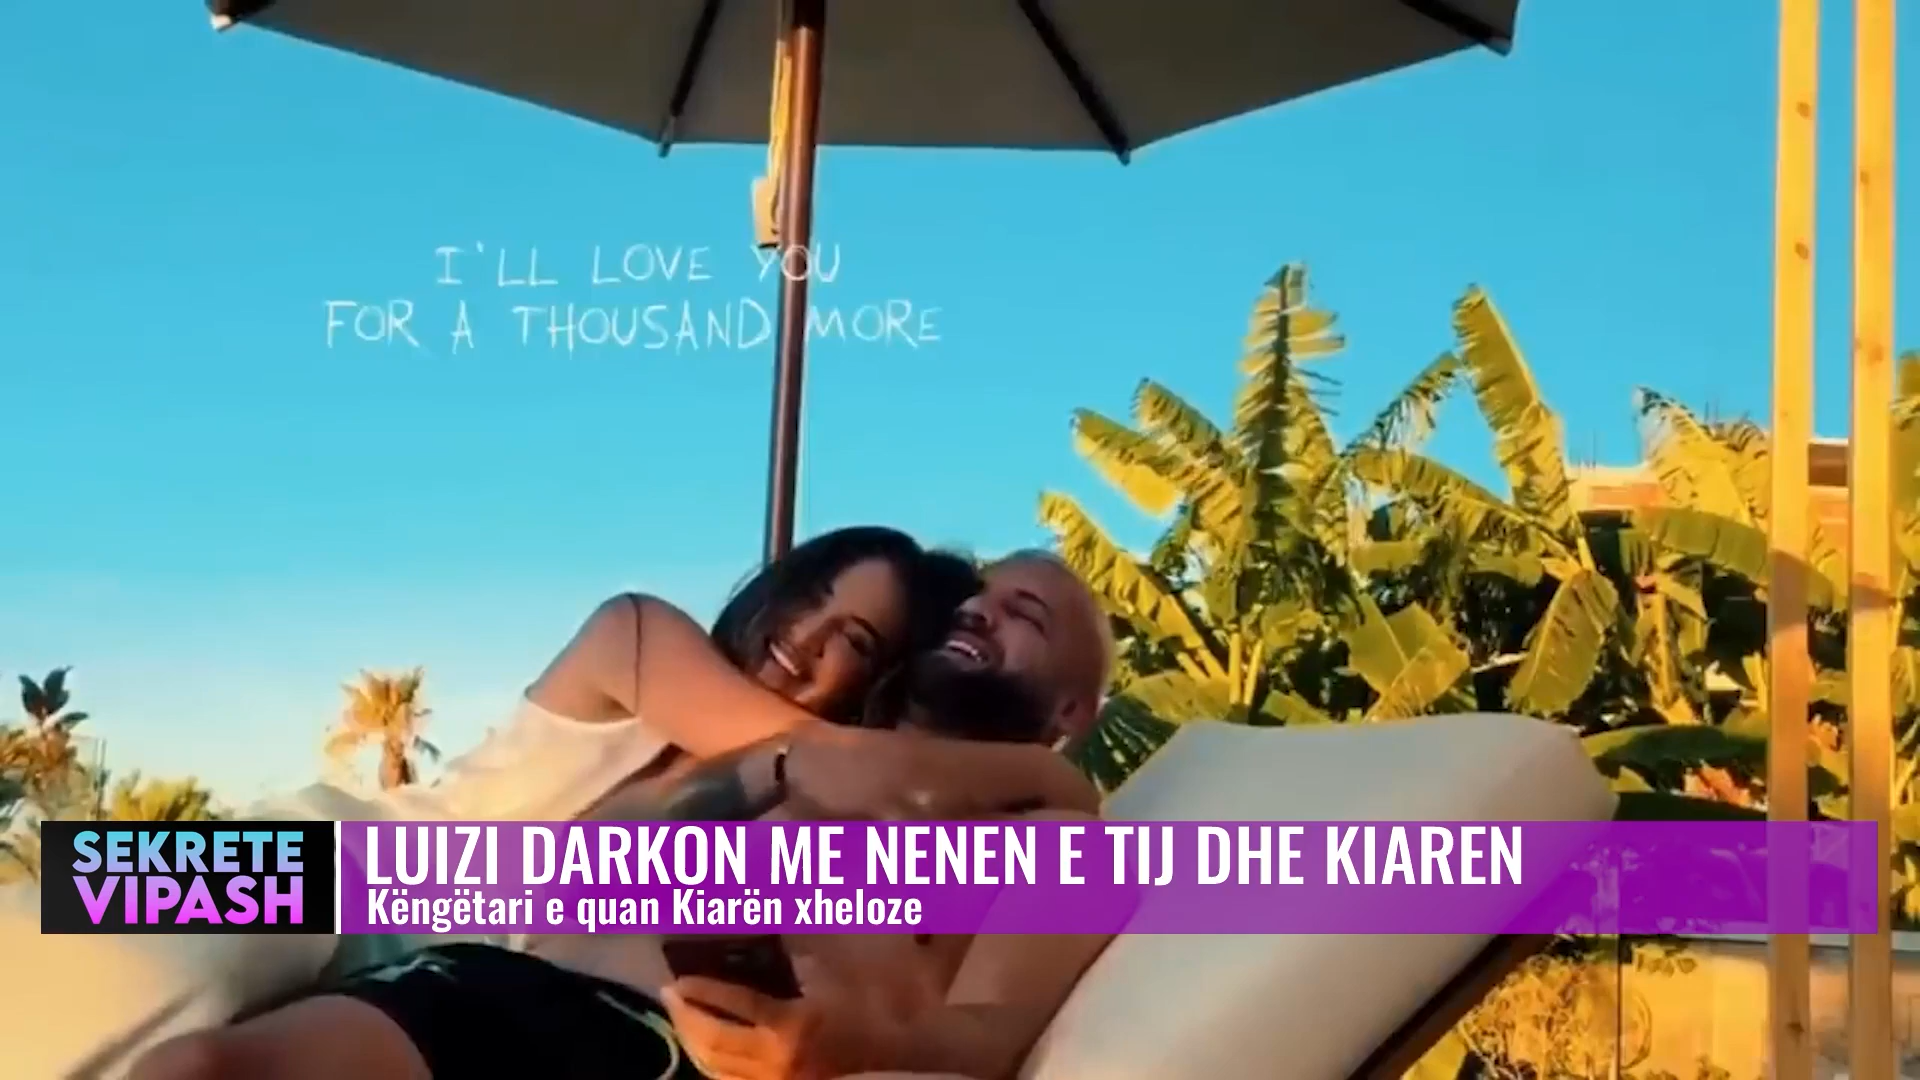 I'LL LOVE YOU
FOR A THOUSAND MORE
SEKRETE
VIPASH
LUIZI DARKON ME NENEN E TIJ DHE KIAREN
Këngëtari e quan Kiarën xheloze